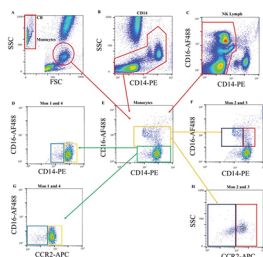 A
CB
Monocytes
SSC
FSC
B
CD14
SSC
CD14-PE
C
NK Lymph
CD16-AF488
CD14-PE
D
Mon 1 and 4
CD16-AF488
CD14-PE
E
Monocytes
CD16-AF488
CD14-PE
F
Mon 2 and 3
CD16-AF488
CD14-PE
G
Mon 1 and 4
CD16-AF488
CCR2-APC
H
Mon 2 and 3
SSC
CCR2-APC